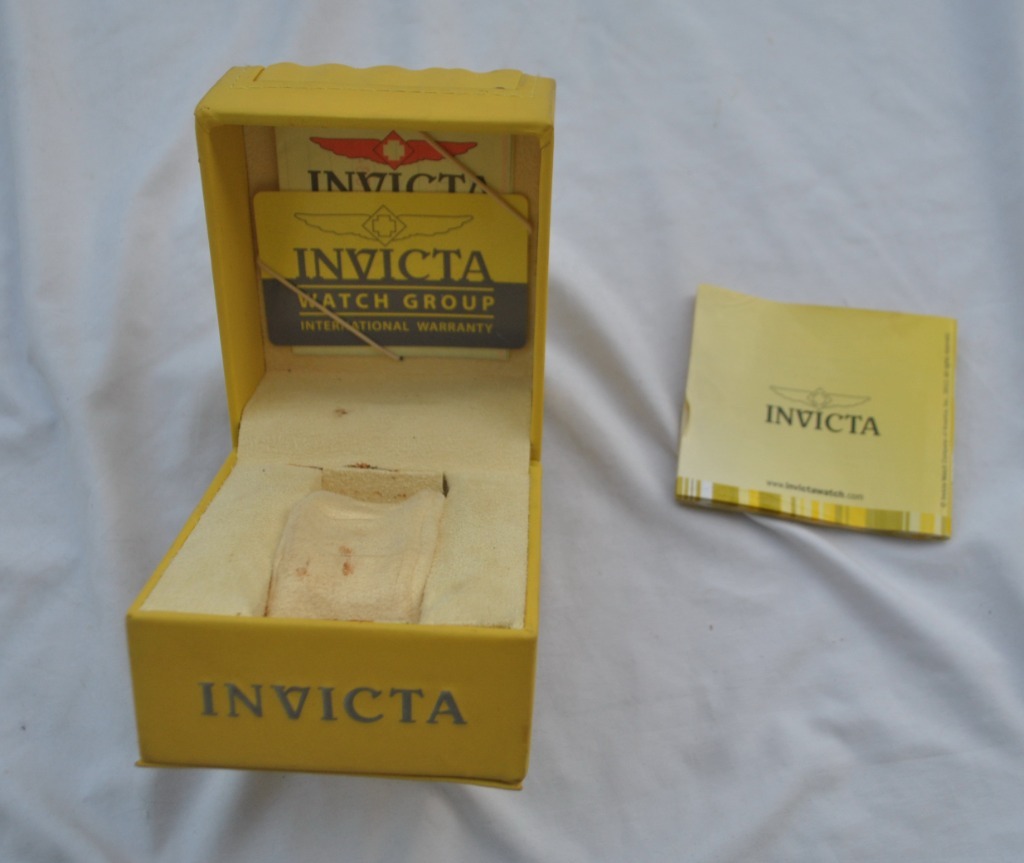 INVICTA
INVICTA
WATCH GROUP
INTERNATIONAL WARRANTY
INVICTA
INVICTA
www.invictawatch.com